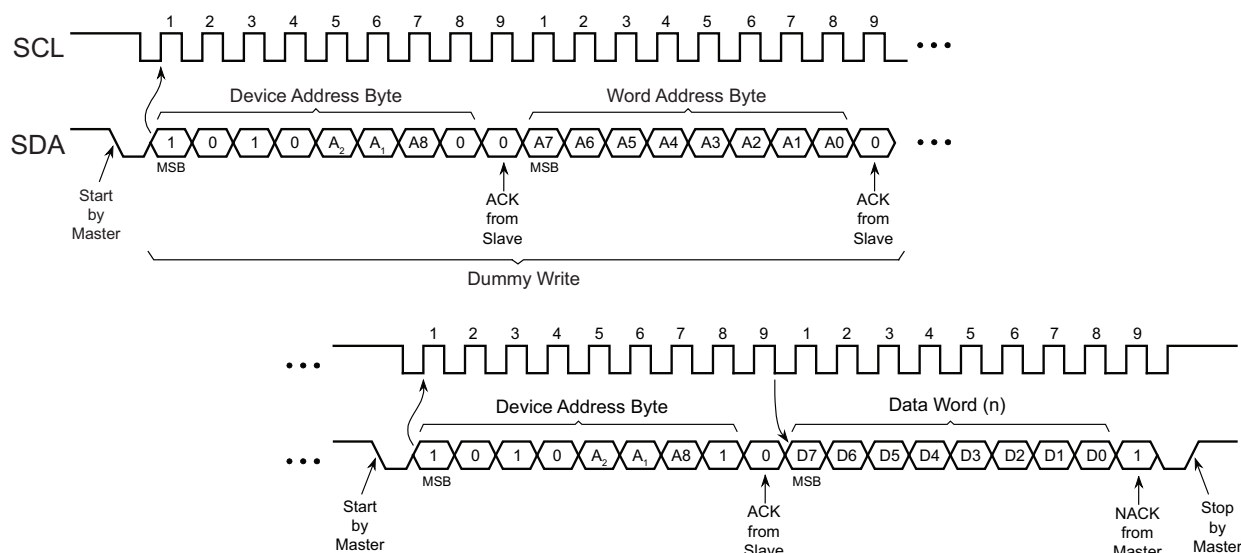 1 2 3 4 5 6 7 8 9 1 2 3 4 5 6 7 8 9
SCL
Device Address Byte Word Address Byte
SDA 1 0 1 0 A2 A1 A8 0 0 A7 A6 A5 A4 A3 A2 A1 A0 0
MSB MSB
Start
by
Master
ACK
from
Slave
ACK
from
Slave
Dummy Write
1 2 3 4 5 6 7 8 9 1 2 3 4 5 6 7 8 9
Device Address Byte Data Word (n)
1 0 1 0 A2 A1 A8 1 0 D7 D6 D5 D4 D3 D2 D1 D0 1
MSB MSB
Start
by
Master
ACK
from
Slave
NACK
from
Master
Stop
by
Master